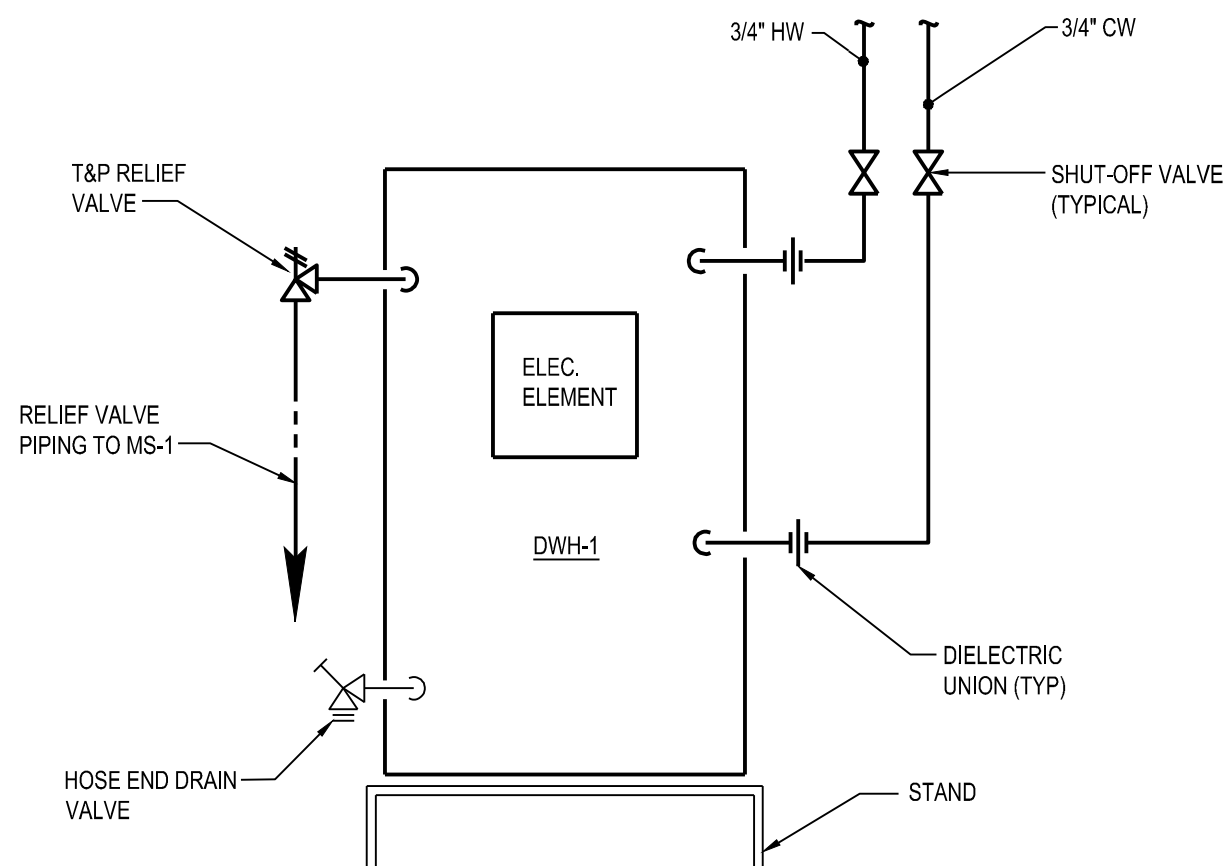 3/4" HW
3/4" CW
T&P RELIEF
VALVE
SHUT-OFF VALVE
(TYPICAL)
ELEC.
ELEMENT
RELIEF VALVE
PIPING TO MS-1
DWH-1
DIELECTRIC
UNION (TYP)
HOSE END DRAIN
VALVE
STAND